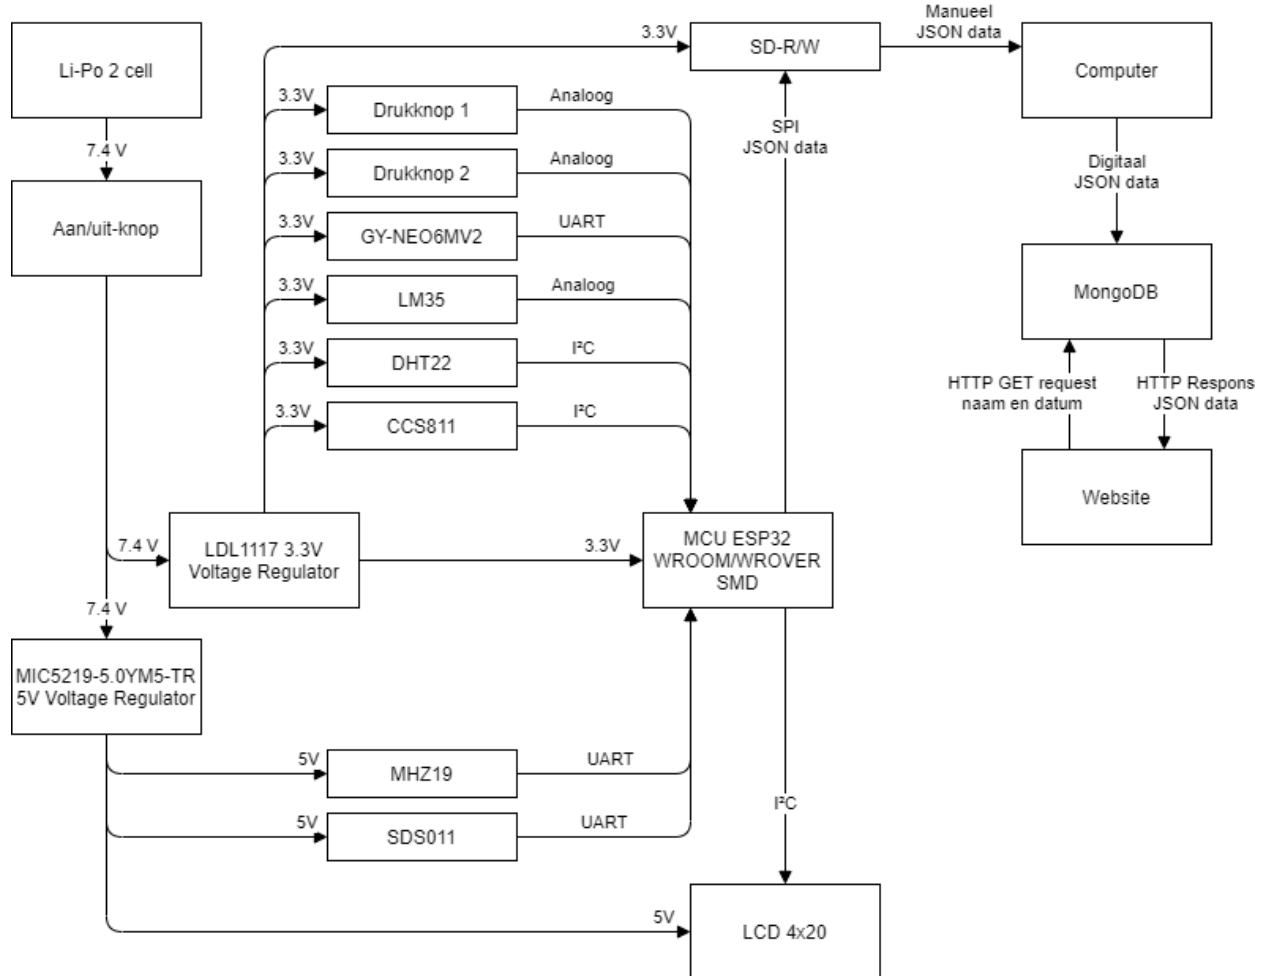 Li-Po 2 cell
7.4 V
Aan/uit-knop
7.4 V
7.4 V
LDL1117 3.3V
Voltage Regulator
MIC5219-5.0YM5-TR
5V Voltage Regulator
3.3V
Drukknop 1
Analoog
3.3V
Drukknop 2
Analoog
3.3V
GY-NEO6MV2
UART
3.3V
LM35
Analoog
3.3V
DHT22
I²C
3.3V
CCS811
I²C
3.3V
SD-R/W
SPI
JSON data
3.3V
MCU ESP32
WROOM/WROVER
SMD
5V
MHZ19
UART
5V
SDS011
UART
I²C
5V
LCD 4x20
Manueel
JSON data
Computer
Digitaal
JSON data
MongoDB
HTTP GET request
naam en datum
HTTP Respons
JSON data
Website